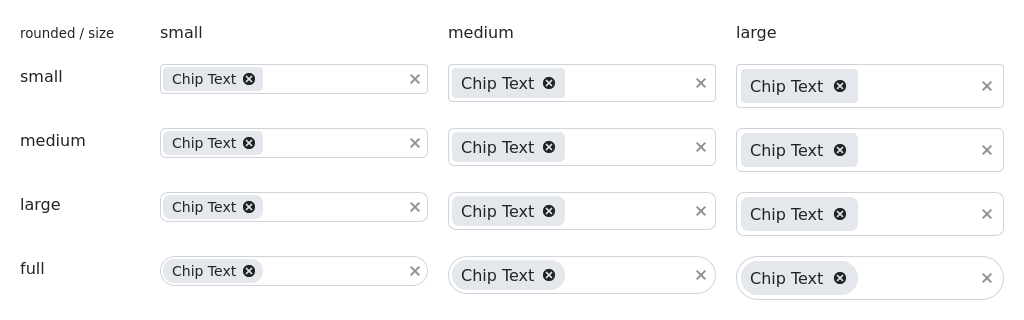 rounded / size small medium large
small Chip Text Chip Text Chip Text
medium Chip Text Chip Text Chip Text
large Chip Text Chip Text Chip Text
full Chip Text Chip Text Chip Text